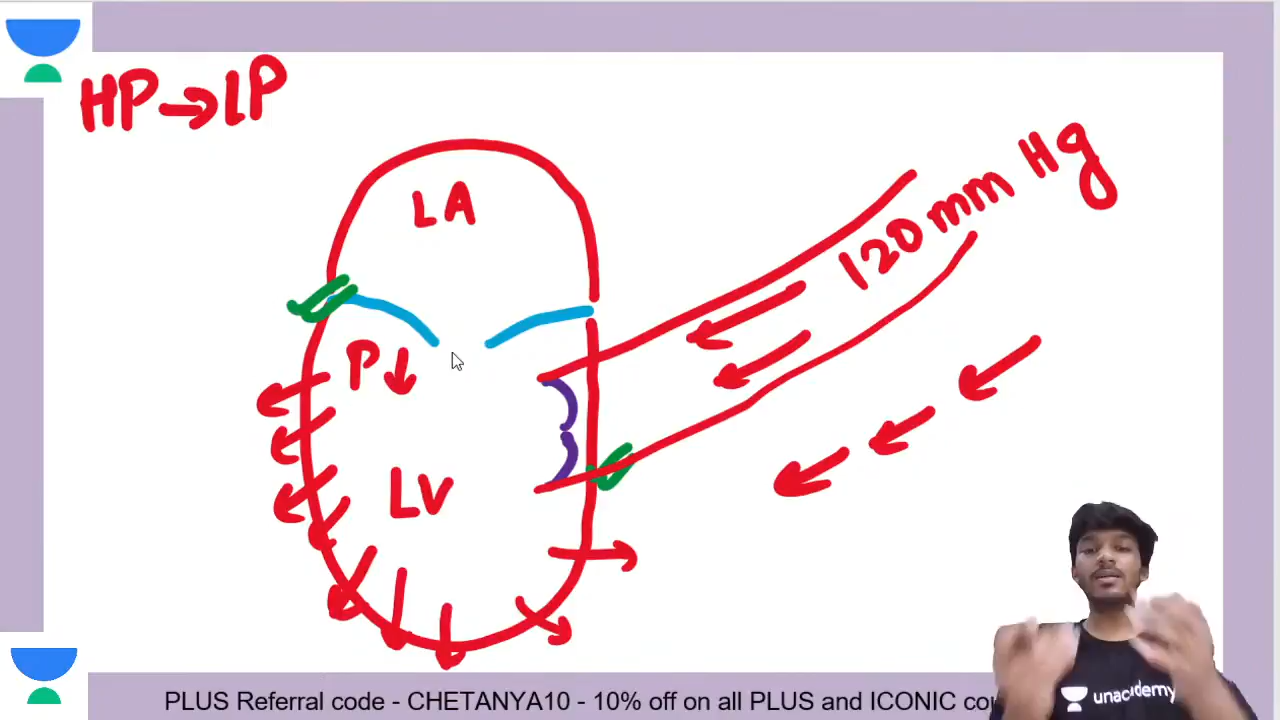 HP → LP
LA
120 mm Hg
P ↓
LV
unacademy
PLUS Referral code - CHETANYA10 - 10% off on all PLUS and ICONIC